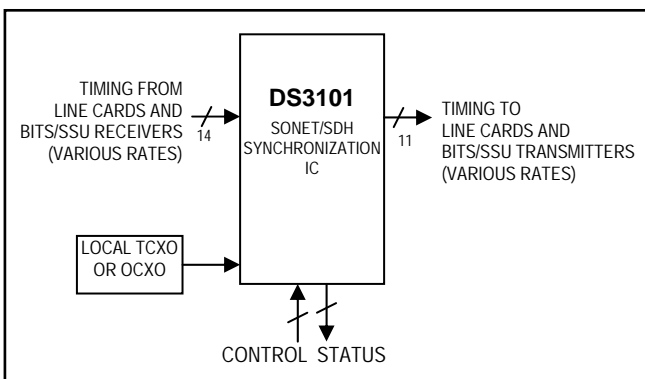 TIMING FROM
LINE CARDS AND
BITS/SSU RECEIVERS
(VARIOUS RATES)
14
DS3101
SONET/SDH
SYNCHRONIZATION
IC
11
TIMING TO
LINE CARDS AND
BITS/SSU TRANSMITTERS
(VARIOUS RATES)
LOCAL TCXO
OR OCXO
CONTROL STATUS